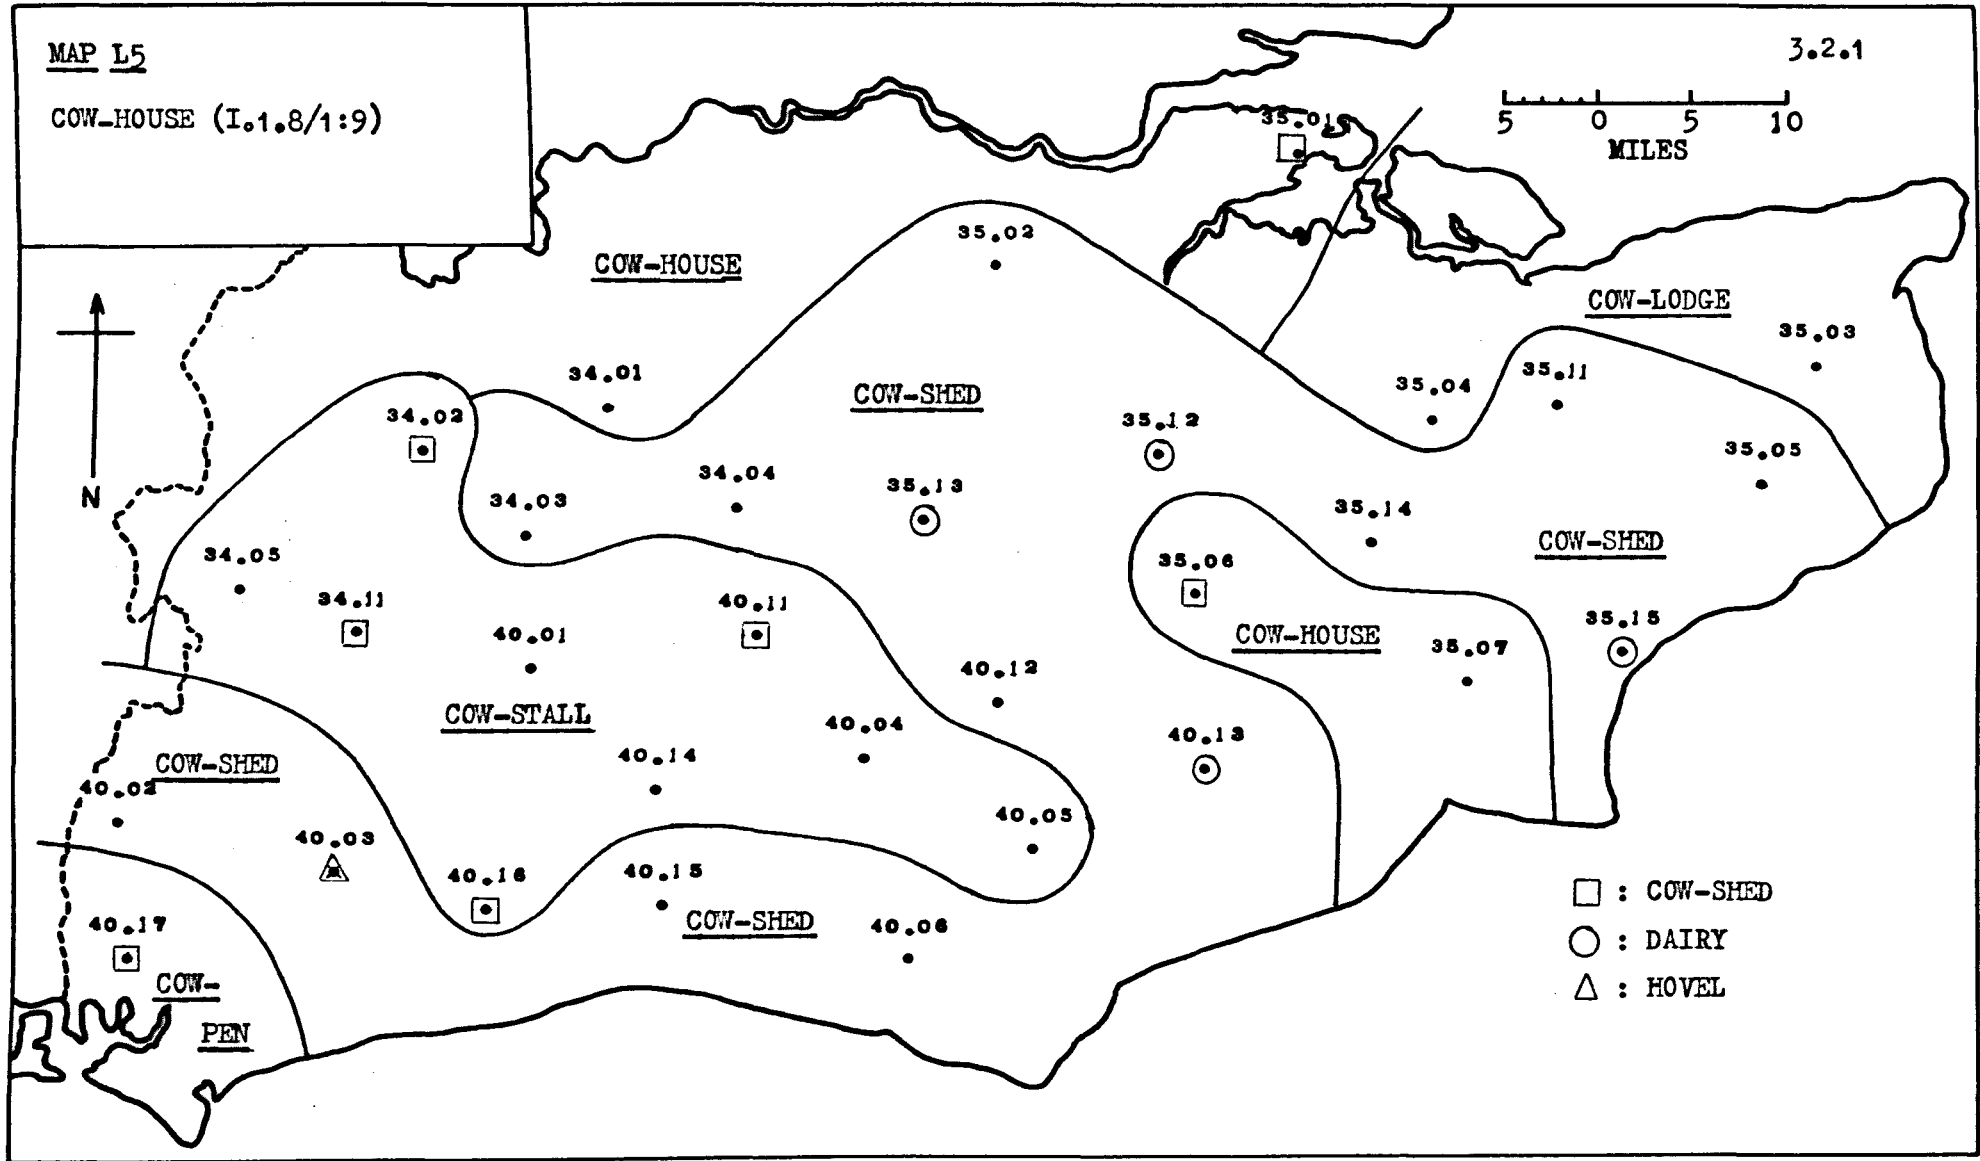 MAP L5
COW-HOUSE (I.1.8/1:9)
3.2.1
5 0 5 10
MILES
35.01
35.02
COW-HOUSE
COW-LODGE
35.03
34.01
35.04
35.11
COW-SHED
34.02
35.12
35.05
34.04
35.13
34.03
35.14
N
COW-SHED
34.05
35.06
34.11
40.11
40.01
COW-HOUSE
35.15
35.07
40.12
COW-STALL
40.04
40.13
40.14
COW-SHED
40.02
40.05
40.03
40.16
40.15
COW-SHED
40.06
40.17
COW-
PEN
: COW-SHED
: DAIRY
: HOVEL